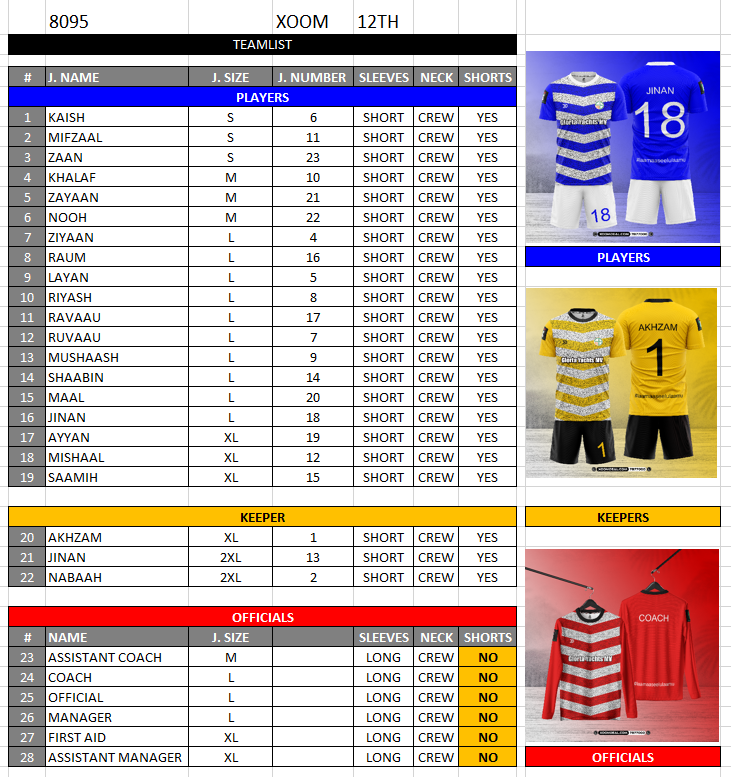 8095 XOOM 12TH
TEAMLIST
# J. NAME J. SIZE J. NUMBER SLEEVES NECK SHORTS
PLAYERS
1 KAISH S 6 SHORT CREW YES
2 MIFZAAL S 11 SHORT CREW YES
3 ZAAN S 23 SHORT CREW YES
4 KHALAF M 10 SHORT CREW YES
5 ZAYAAN M 21 SHORT CREW YES
6 NOOH M 22 SHORT CREW YES
7 ZIYAAN L 4 SHORT CREW YES
8 RAUM L 16 SHORT CREW YES
9 LAYAN L 5 SHORT CREW YES
10 RIYASH L 8 SHORT CREW YES
11 RAVAAU L 17 SHORT CREW YES
12 RUVAAU L 7 SHORT CREW YES
13 MUSHAASH L 9 SHORT CREW YES
14 SHAABIN L 14 SHORT CREW YES
15 MAAL L 20 SHORT CREW YES
16 JINAN L 18 SHORT CREW YES
17 AYYAN XL 19 SHORT CREW YES
18 MISHAAL XL 12 SHORT CREW YES
19 SAAMIH XL 15 SHORT CREW YES
KEEPER
20 AKHZAM XL 1 SHORT CREW YES
21 JINAN 2XL 13 SHORT CREW YES
22 NABAAH 2XL 2 SHORT CREW YES
OFFICIALS
# NAME J. SIZE SLEEVES NECK SHORTS
23 ASSISTANT COACH M LONG CREW NO
24 COACH L LONG CREW NO
25 OFFICIAL L LONG CREW NO
26 MANAGER L LONG CREW NO
27 FIRST AID XL LONG CREW NO
28 ASSISTANT MANAGER XL LONG CREW NO
JINAN
18
Gloria Yachts MV
18
PLAYERS
AKHZAM
1
Gloria Yachts MV
1
KEEPERS
COACH
Gloria Yachts MV
OFFICIALS